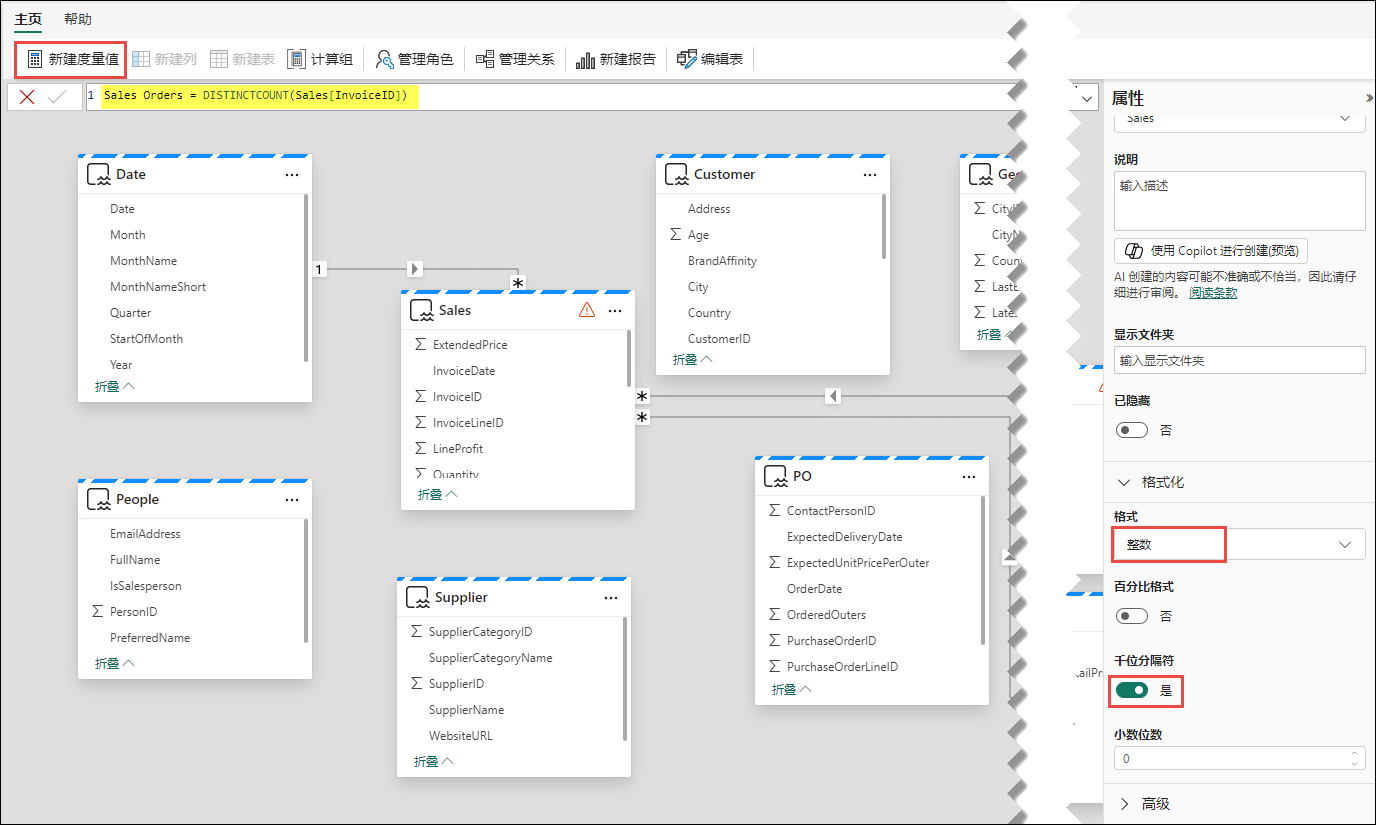 主页 帮助
新建度量值 新建列 新建表 计算组 管理角色 管理关系 新建报告 编辑表
1 Sales Orders = DISTINCTCOUNT(Sales[InvoiceID])
Date
Date
Month
MonthName
MonthNameShort
Quarter
StartOfMonth
Year
折叠
1
*
Sales
ExtendedPrice
InvoiceDate
InvoiceID
InvoiceLineID
LineProfit
Quantity
折叠
*
*
Customer
Address
Age
BrandAffinity
City
Country
CustomerID
折叠
折叠
People
EmailAddress
FullName
IsSalesperson
PersonID
PreferredName
折叠
Supplier
SupplierCategoryID
SupplierCategoryName
SupplierID
SupplierName
WebsiteURL
折叠
PO
ContactPersonID
ExpectedDeliveryDate
ExpectedUnitPricePerOuter
OrderDate
OrderedOuters
PurchaseOrderID
PurchaseOrderLineID
折叠
属性
Sales
说明
输入描述
使用 Copilot 进行创建(预览)
AI 创建的内容可能不准确或不恰当，因此请仔
细进行审阅。 阅读条款
显示文件夹
输入显示文件夹
已隐藏
否
格式化
格式
整数
百分比格式
否
千位分隔符
是
小数位数
0
高级